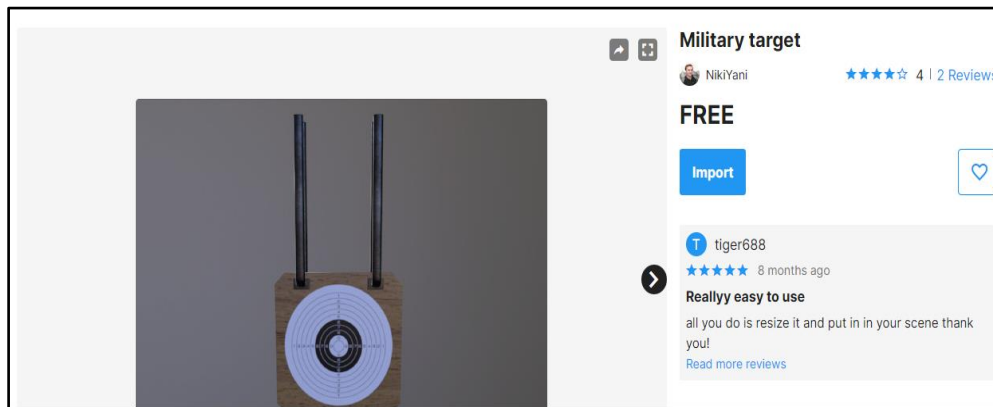 Military target
NikiYani
4 | 2 Reviews
FREE
Import
T tiger688
8 months ago
Reallyy easy to use
all you do is resize it and put in in your scene thank
you!
Read more reviews